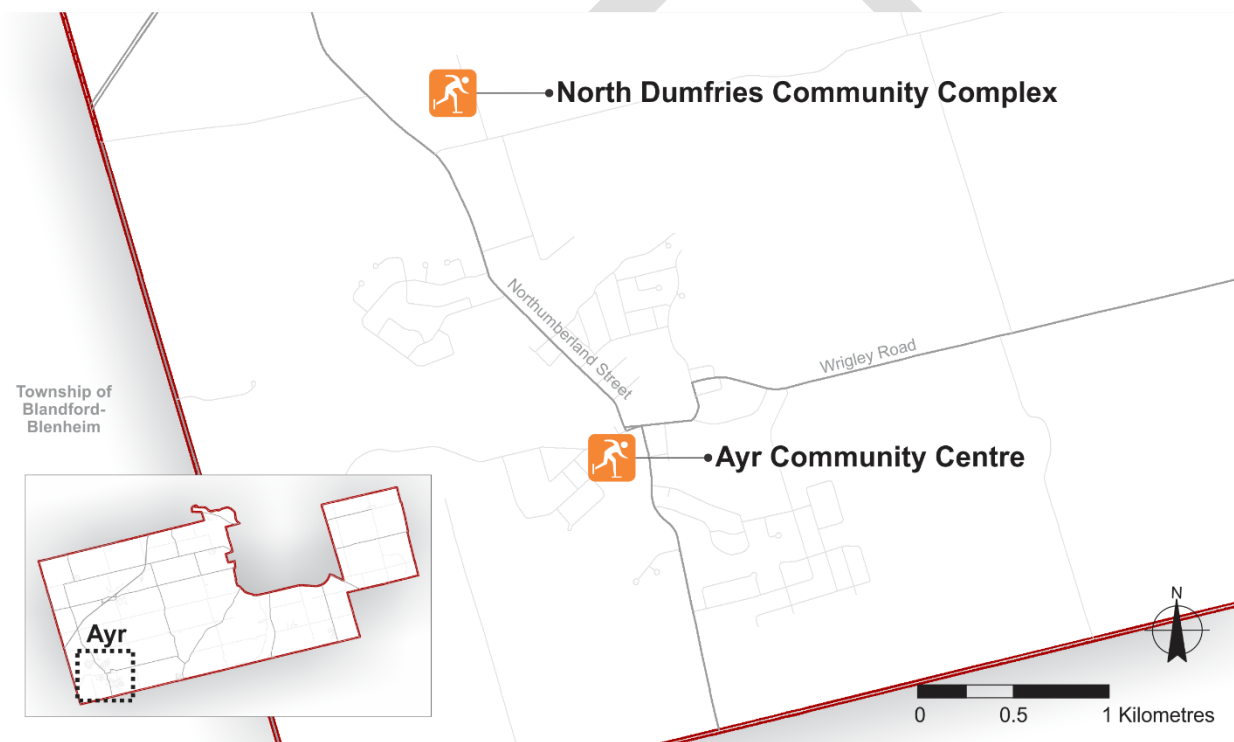 North Dumfries Community Complex
Northumberland Street
Wrigley Road
Township of
Blandford-
Blenheim
Ayr Community Centre
Ayr
N
0 0.5 1 Kilometres